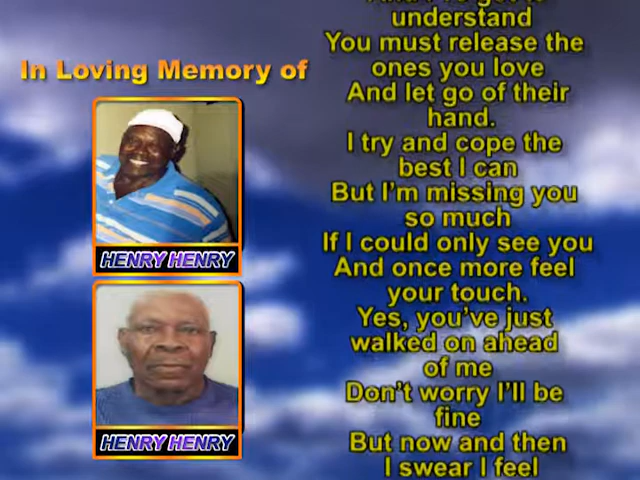 In Loving Memory of
HENRY HENRY
HENRY HENRY
understand
You must release the
ones you love
And let go of their
hand.
I try and cope the
best I can
But I'm missing you
so much
If I could only see you
And once more feel
your touch.
Yes, you've just
walked on ahead
of me
Don't worry I'll be
fine
But now and then
I swear I feel